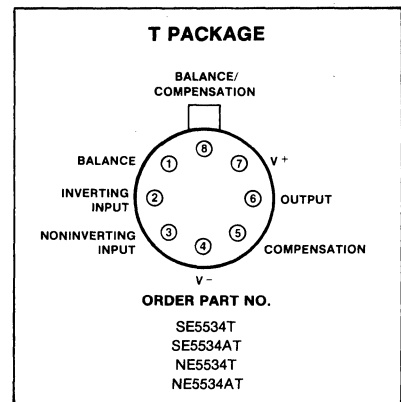 T PACKAGE
BALANCE/
COMPENSATION
8
BALANCE 1 7 V+
INVERTING
INPUT
2 6 OUTPUT
NONINVERTING
INPUT
3 5 COMPENSATION
4
V-
ORDER PART NO.
SE5534T
SE5534AT
NE5534T
NE5534AT